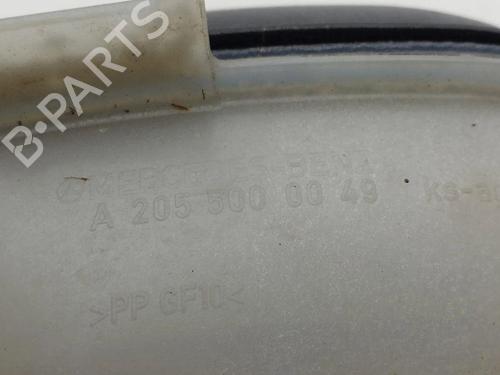 B-PARTS
MERCEDES-BENZ
A 205 500 00 49
>PP GF10<